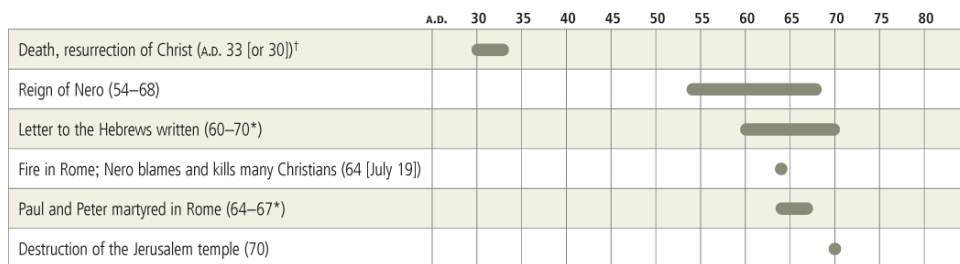 A.D. 30 35 40 45 50 55 60 65 70 75 80
Death, resurrection of Christ (A.D. 33 [or 30])†
Reign of Nero (54–68)
Letter to the Hebrews written (60–70*)
Fire in Rome; Nero blames and kills many Christians (64 [July 19])
Paul and Peter martyred in Rome (64–67*)
Destruction of the Jerusalem temple (70)